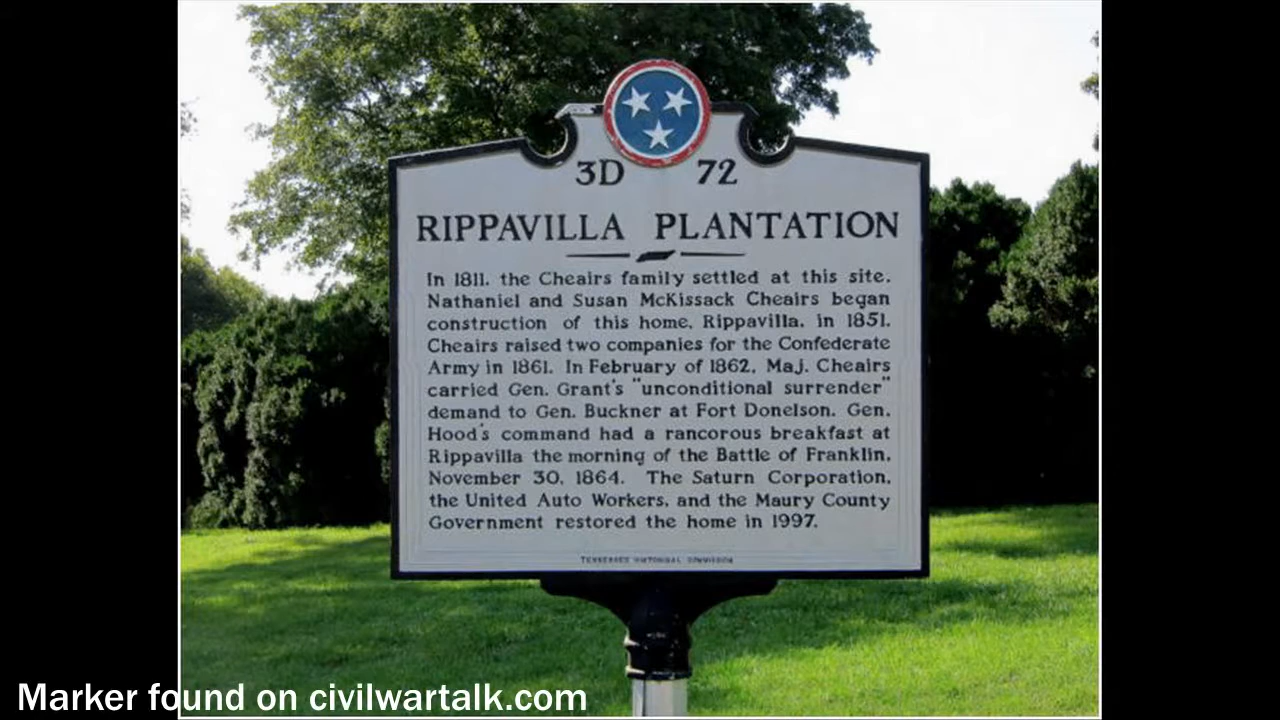 3D 72
RIPPAVILLA PLANTATION
In 1811, the Cheairs family settled at this site.
Nathaniel and Susan McKissack Cheairs began
construction of this home, Rippavilla, in 1851.
Cheairs raised two companies for the Confederate
Army in 1861. In February of 1862, Maj. Cheairs
carried Gen. Grant's "unconditional surrender"
demand to Gen. Buckner at Fort Donelson. Gen.
Hood's command had a rancorous breakfast at
Rippavilla the morning of the Battle of Franklin,
November 30, 1864. The Saturn Corporation,
the United Auto Workers, and the Maury County
Government restored the home in 1997.
TENNESSEE HISTORICAL COMMISSION
Marker found on civilwartalk.com